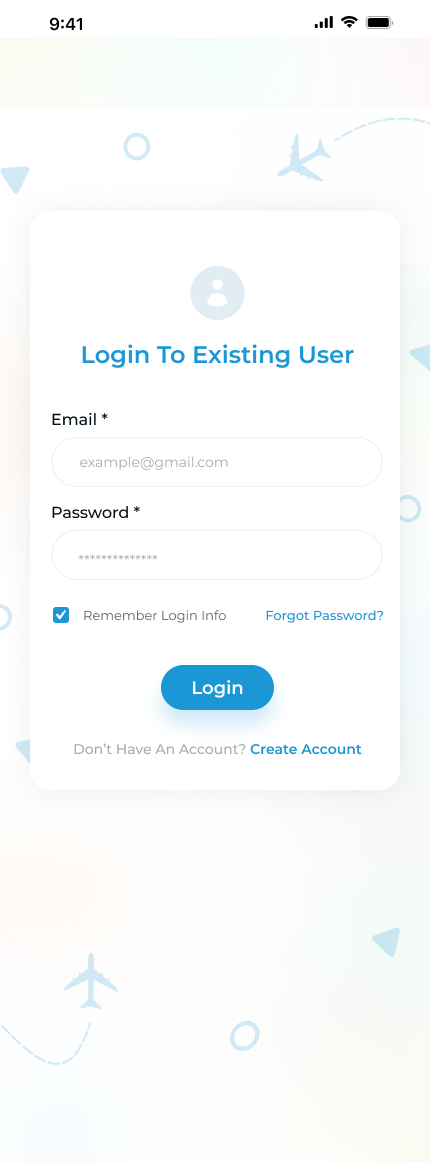 9:41
Login To Existing User
Email *
example@gmail.com
Password *
**************
Remember Login Info Forgot Password?
Login
Don't Have An Account? Create Account